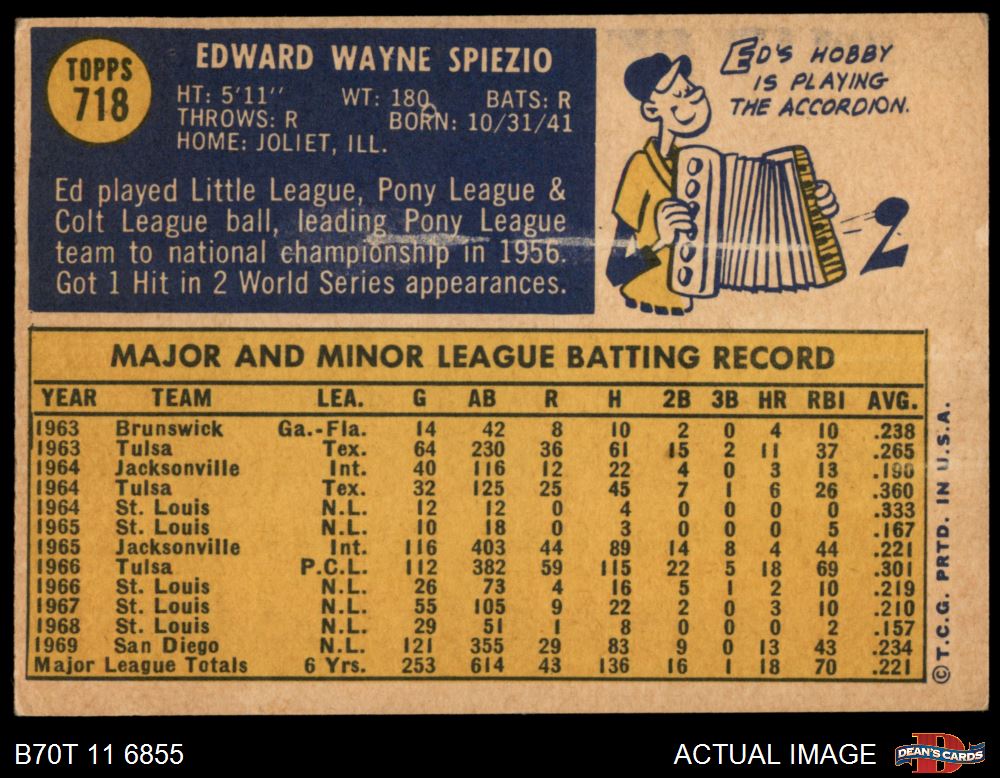 TOPPS
718
EDWARD WAYNE SPIEZIO
HT: 5'11" WT: 180 BATS: R
THROWS: R BORN: 10/31/41
HOME: JOLIET, ILL.
Ed played Little League, Pony League &
Colt League ball, leading Pony League
team to national championship in 1956.
Got 1 Hit in 2 World Series appearances.
ED'S HOBBY
IS PLAYING
THE ACCORDION.
MAJOR AND MINOR LEAGUE BATTING RECORD
YEAR TEAM LEA. G AB R H 2B 3B HR RBI AVG.
1963 Brunswick Ga.-Fla. 14 42 8 10 2 0 4 10 .238
1963 Tulsa Tex. 64 230 36 61 15 2 11 37 .265
1964 Jacksonville Int. 40 116 12 22 4 0 3 13 .190
1964 Tulsa Tex. 32 125 25 45 7 1 6 26 .360
1964 St. Louis N.L. 12 12 0 4 0 0 0 0 .333
1965 St. Louis N.L. 10 18 0 3 0 0 0 5 .167
1965 Jacksonville Int. 116 403 44 89 14 8 4 44 .221
1966 Tulsa P.C.L. 112 382 59 115 22 5 18 69 .301
1966 St. Louis N.L. 26 73 4 16 5 1 2 10 .219
1967 St. Louis N.L. 55 105 9 22 2 0 3 10 .210
1968 St. Louis N.L. 29 51 1 8 0 0 0 2 .157
1969 San Diego N.L. 121 355 29 83 9 0 13 43 .234
Major League Totals 6 Yrs. 253 614 43 136 16 1 18 70 .221
© T.C.G. PRTD. IN U.S.A.
B70T 11 6855
ACTUAL IMAGE
DEAN'S CARDS